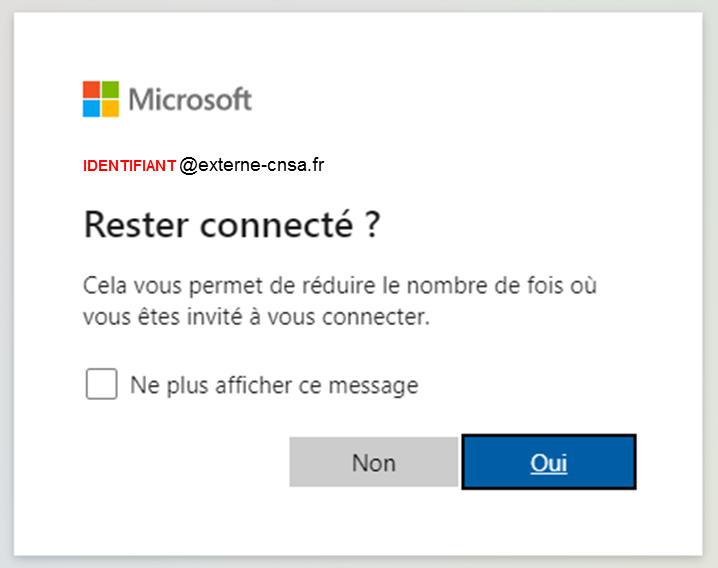 Microsoft
IDENTIFIANT @externe-cnsa.fr
Rester connecté ?
Cela vous permet de réduire le nombre de fois où
vous êtes invité à vous connecter.
Ne plus afficher ce message
Non
Oui